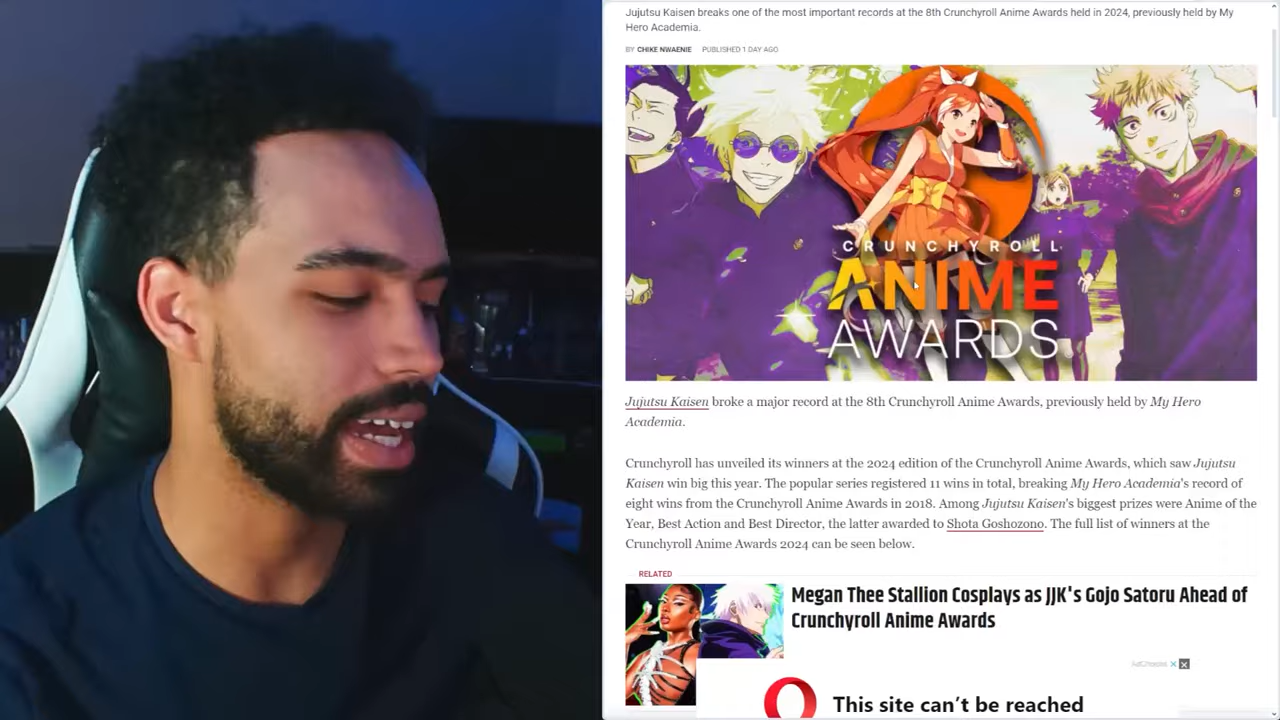 Jujutsu Kaisen breaks one of the most important records at the 8th Crunchyroll Anime Awards held in 2024, previously held by My
Hero Academia.
BY CHIKE NWAENIE PUBLISHED 1 DAY AGO
CRUNCHYROLL
ANIME
AWARDS
Jujutsu Kaisen broke a major record at the 8th Crunchyroll Anime Awards, previously held by My Hero
Academia.
Crunchyroll has unveiled its winners at the 2024 edition of the Crunchyroll Anime Awards, which saw Jujutsu
Kaisen win big this year. The popular series registered 11 wins in total, breaking My Hero Academia's record of
eight wins from the Crunchyroll Anime Awards in 2018. Among Jujutsu Kaisen's biggest prizes were Anime of the
Year, Best Action and Best Director, the latter awarded to Shota Goshozono. The full list of winners at the
Crunchyroll Anime Awards 2024 can be seen below.
RELATED
Megan Thee Stallion Cosplays as JJK's Gojo Satoru Ahead of
Crunchyroll Anime Awards
AdChoices
This site can't be reached